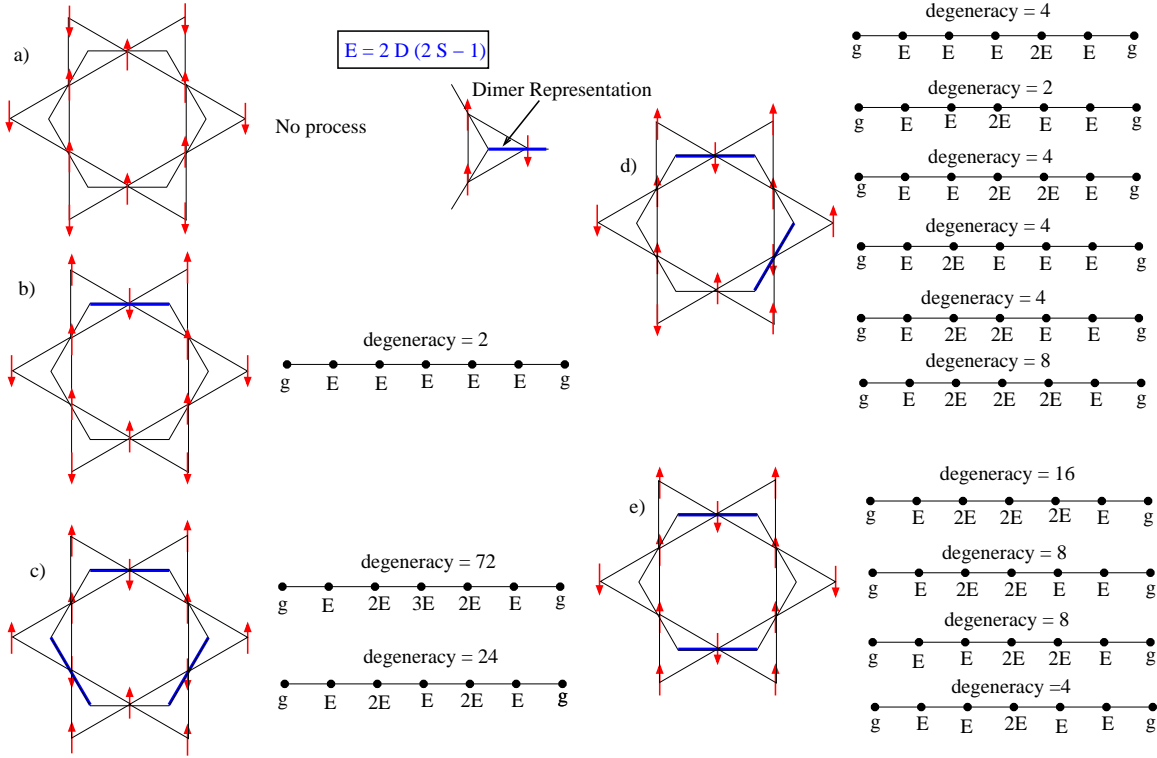 a)
E = 2 D (2 S − 1)
Dimer Representation
No process
b)
degeneracy = 2
g E E E E E g
c)
degeneracy = 72
g E 2E 3E 2E E g
degeneracy = 24
g E 2E E 2E E g
d)
degeneracy = 4
g E E E 2E E g
degeneracy = 2
g E E 2E E E g
degeneracy = 4
g E E 2E 2E E g
degeneracy = 4
g E 2E E E E g
degeneracy = 4
g E 2E 2E E E g
degeneracy = 8
g E 2E 2E 2E E g
e)
degeneracy = 16
g E 2E 2E 2E E g
degeneracy = 8
g E 2E 2E E E g
degeneracy = 8
g E E 2E 2E E g
degeneracy =4
g E E 2E E E g